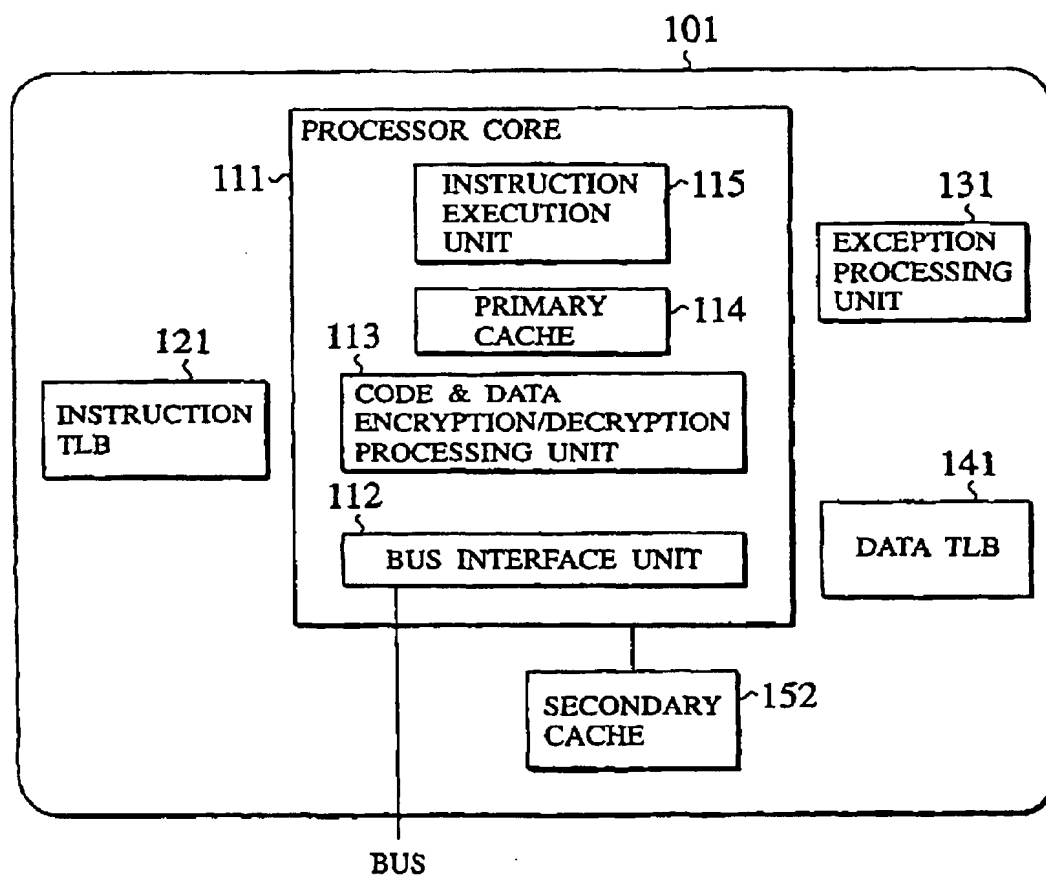 101
PROCESSOR CORE
111
INSTRUCTION
EXECUTION
UNIT
115
131
EXCEPTION
PROCESSING
UNIT
PRIMARY
CACHE
114
121
INSTRUCTION
TLB
113
CODE & DATA
ENCRYPTION/DECRYPTION
PROCESSING UNIT
141
DATA TLB
112
BUS INTERFACE UNIT
SECONDARY
CACHE
152
BUS